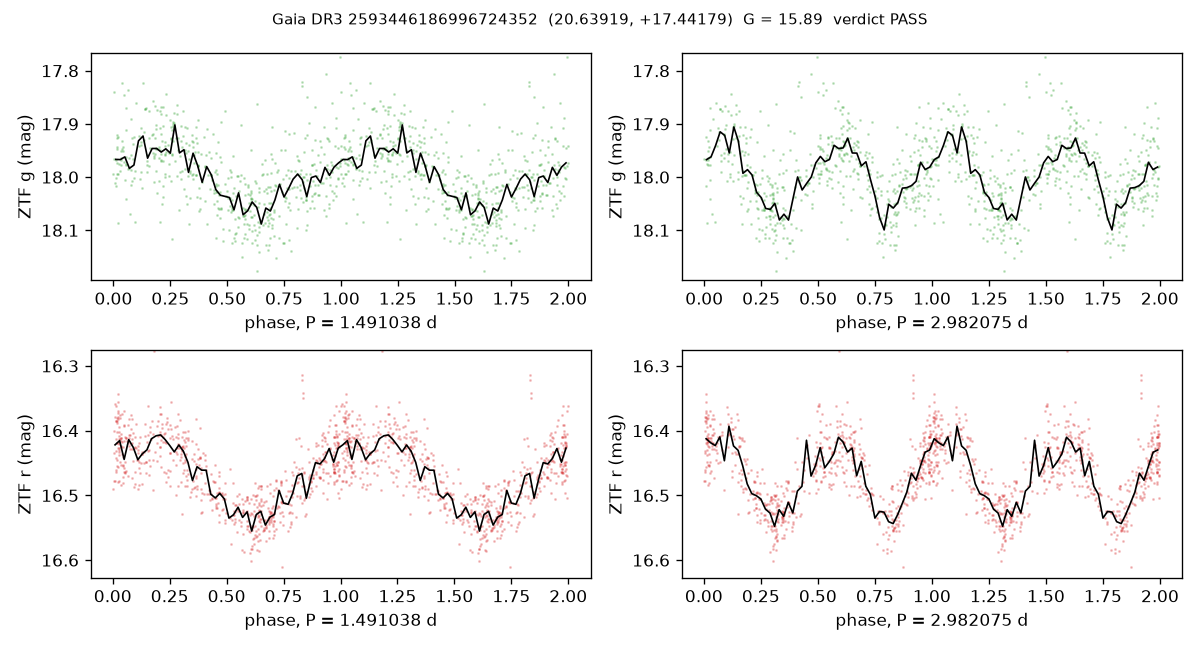 Gaia DR3 2593446186996724352 (20.63919, +17.44179) G = 15.89 verdict PASS
ZTF g (mag)
17.8
17.9
18.0
18.1
0.00 0.25 0.50 0.75 1.00 1.25 1.50 1.75 2.00
phase, P = 1.491038 d
ZTF g (mag)
17.8
17.9
18.0
18.1
0.00 0.25 0.50 0.75 1.00 1.25 1.50 1.75 2.00
phase, P = 2.982075 d
ZTF r (mag)
16.3
16.4
16.5
16.6
0.00 0.25 0.50 0.75 1.00 1.25 1.50 1.75 2.00
phase, P = 1.491038 d
ZTF r (mag)
16.3
16.4
16.5
16.6
0.00 0.25 0.50 0.75 1.00 1.25 1.50 1.75 2.00
phase, P = 2.982075 d